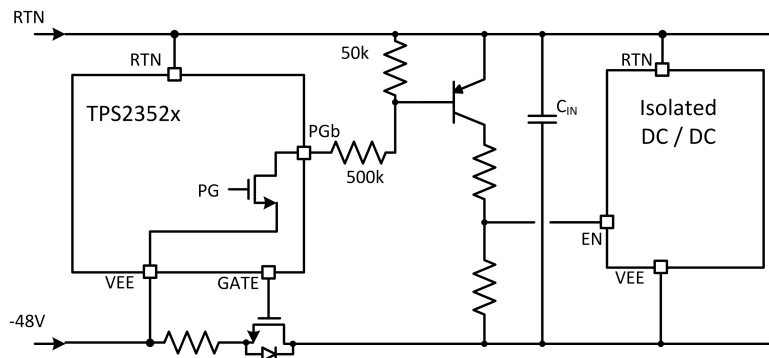 RTN
RTN
50k
RTN
TPS2352x
PGb
C_IN
Isolated
DC / DC
PG
500k
EN
VEE
GATE
VEE
-48V